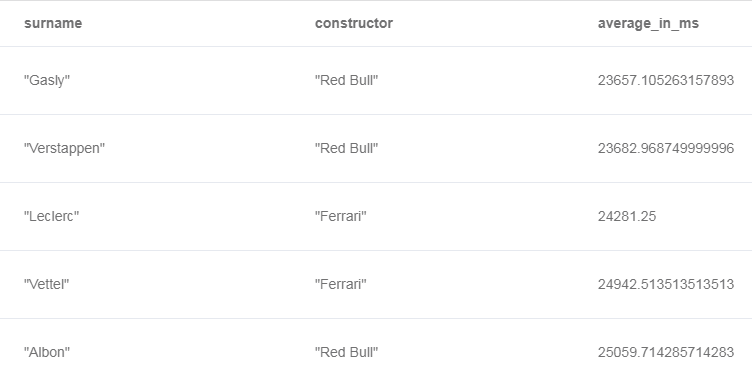 surname constructor average_in_ms
"Gasly" "Red Bull" 23657.105263157893
"Verstappen" "Red Bull" 23682.968749999996
"Leclerc" "Ferrari" 24281.25
"Vettel" "Ferrari" 24942.513513513513
"Albon" "Red Bull" 25059.714285714283